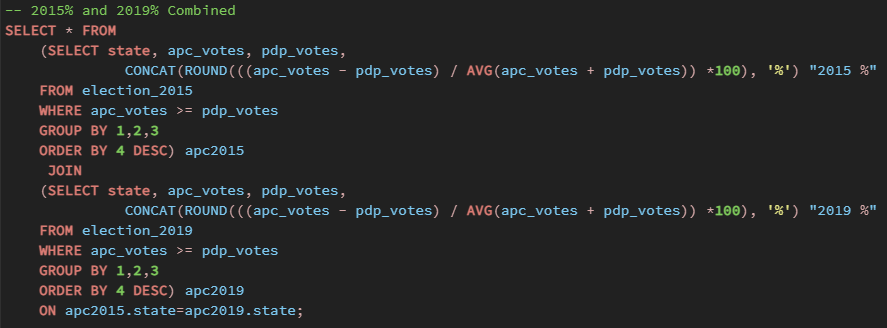 -- 2015% and 2019% Combined
SELECT * FROM
(SELECT state, apc_votes, pdp_votes,
CONCAT(ROUND(((apc_votes - pdp_votes) / AVG(apc_votes + pdp_votes)) *100), '%') "2015 %"
FROM election_2015
WHERE apc_votes >= pdp_votes
GROUP BY 1,2,3
ORDER BY 4 DESC) apc2015
JOIN
(SELECT state, apc_votes, pdp_votes,
CONCAT(ROUND(((apc_votes - pdp_votes) / AVG(apc_votes + pdp_votes)) *100), '%') "2019 %"
FROM election_2019
WHERE apc_votes >= pdp_votes
GROUP BY 1,2,3
ORDER BY 4 DESC) apc2019
ON apc2015.state=apc2019.state;